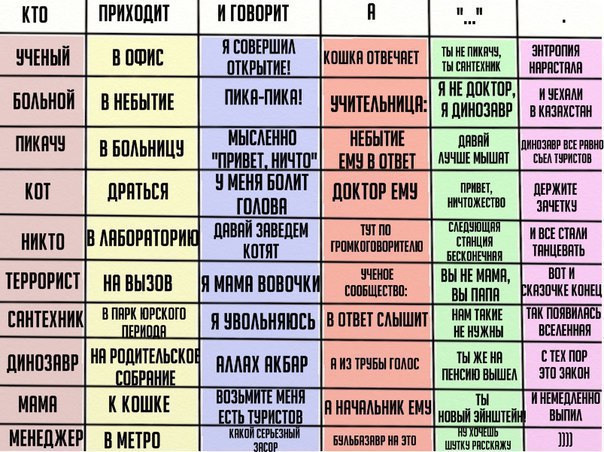 КТО ПРИХОДИТ И ГОВОРИТ А "..." .
УЧЕНЫЙ В ОФИС Я СОВЕРШИЛ ОТКРЫТИЕ! КОШКА ОТВЕЧАЕТ ТЫ НЕ ПИКАЧУ, ТЫ САНТЕХНИК ЭНТРОПИЯ НАРАСТАЛА
БОЛЬНОЙ В НЕБЫТИЕ ПИКА-ПИКА! УЧИТЕЛЬНИЦА: Я НЕ ДОКТОР, Я ДИНОЗАВР И УЕХАЛИ В КАЗАХСТАН
ПИКАЧУ В БОЛЬНИЦУ МЫСЛЕННО "ПРИВЕТ, НИЧТО" НЕБЫТИЕ ЕМУ В ОТВЕТ ДАВАЙ ЛУЧШЕ МЫШАТ ДИНОЗАВР ВСЕ РАВНО СЪЕЛ ТУРИСТОВ
КОТ ДРАТЬСЯ У МЕНЯ БОЛИТ ГОЛОВА ДОКТОР ЕМУ ПРИВЕТ, НИЧТОЖЕСТВО ДЕРЖИТЕ ЗАЧЕТКУ
НИКТО В ЛАБОРАТОРИЮ ДАВАЙ ЗАВЕДЕМ КОТЯТ ТУТ ПО ГРОМКОГОВОРИТЕЛЮ СЛЕДУЮЩАЯ СТАНЦИЯ БЕСКОНЕЧНАЯ И ВСЕ СТАЛИ ТАНЦЕВАТЬ
ТЕРРОРИСТ НА ВЫЗОВ Я МАМА ВОВОЧКИ УЧЕНОЕ СООБЩЕСТВО: ВЫ НЕ МАМА, ВЫ ПАПА ВОТ И СКАЗОЧКЕ КОНЕЦ
САНТЕХНИК В ПАРК ЮРСКОГО ПЕРИОДА Я УВОЛЬНЯЮСЬ В ОТВЕТ СЛЫШИТ НАМ ТАКИЕ НЕ НУЖНЫ ТАК ПОЯВИЛАСЬ ВСЕЛЕННАЯ
ДИНОЗАВР НА РОДИТЕЛЬСКОЕ СОБРАНИЕ АЛЛАХ АКБАР А ИЗ ТРУБЫ ГОЛОС ТЫ ЖЕ НА ПЕНСИЮ ВЫШЕЛ С ТЕХ ПОР ЭТО ЗАКОН
МАМА К КОШКЕ ВОЗЬМИТЕ МЕНЯ ЕСТЬ ТУРИСТОВ А НАЧАЛЬНИК ЕМУ ТЫ НОВЫЙ ЭЙНШТЕЙН! И НЕМЕДЛЕННО ВЫПИЛ
МЕНЕДЖЕР В МЕТРО КАКОЙ СЕРЬЕЗНЫЙ ЗАСОР БУЛЬБАЗАВР НА ЭТО НУ ХОЧЕШЬ ШУТКУ РАССКАЖУ ))))